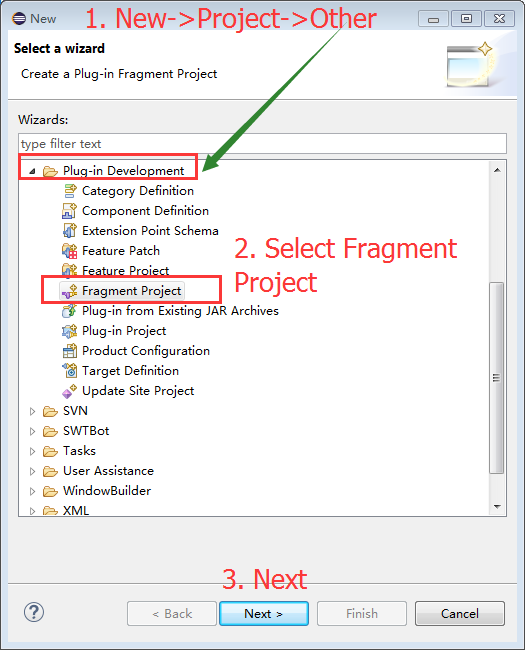 New
1. New->Project->Other
Select a wizard
Create a Plug-in Fragment Project
Wizards:
type filter text
Plug-in Development
Category Definition
Component Definition
Extension Point Schema
Feature Patch
Feature Project
2. Select Fragment
Project
Fragment Project
Plug-in from Existing JAR Archives
Plug-in Project
Product Configuration
Target Definition
Update Site Project
SVN
SWTBot
Tasks
User Assistance
WindowBuilder
XML
3. Next
?
< Back
Next >
Finish
Cancel